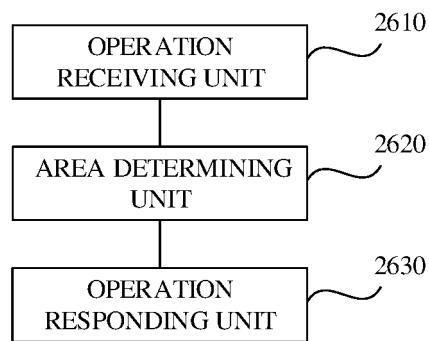 OPERATION
RECEIVING UNIT
2610
AREA DETERMINING
UNIT
2620
OPERATION
RESPONDING UNIT
2630